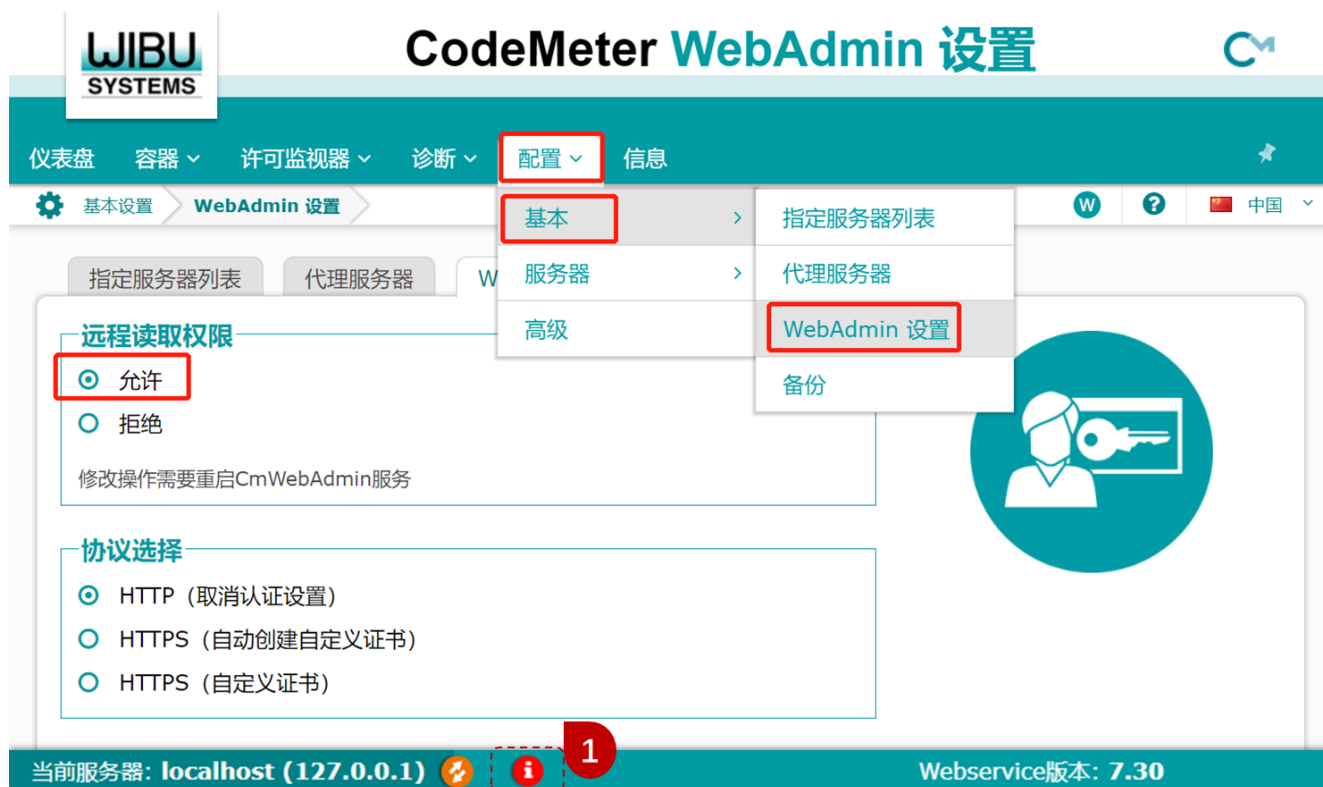 WIBU
SYSTEMS
CodeMeter WebAdmin 设置
仪表盘 容器 许可监视器 诊断 配置 信息
基本设置 WebAdmin 设置 基本 指定服务器列表 W ? 中国
指定服务器列表 代理服务器 W 服务器 代理服务器
远程读取权限 高级 WebAdmin 设置
允许 备份
拒绝
修改操作需要重启CmWebAdmin服务
协议选择
HTTP（取消认证设置）
HTTPS（自动创建自定义证书）
HTTPS（自定义证书）
当前服务器: localhost (127.0.0.1) i 1 Webservice版本: 7.30